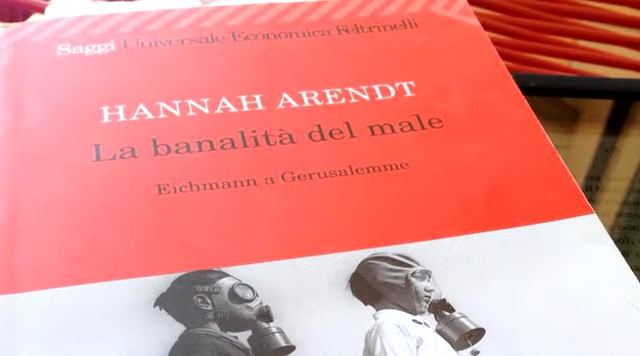 Saggi Universale Economica Feltrinelli
HANNAH ARENDT
La banalità del male
Eichmann a Gerusalemme